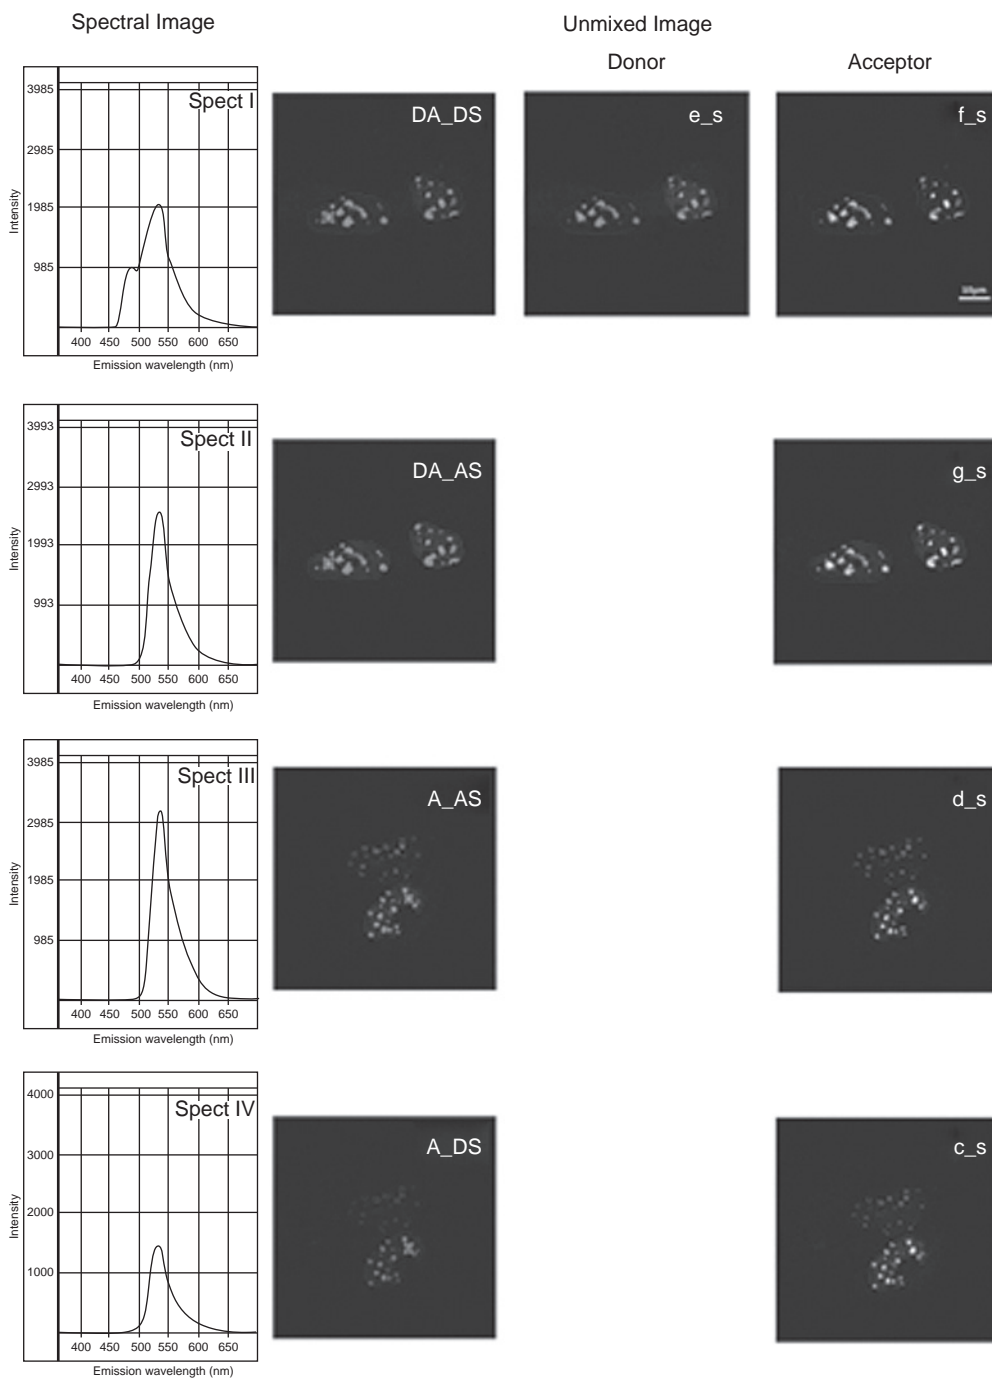 Spectral Image
Unmixed Image
Donor
Acceptor
3985
2985
1985
985
Intensity
Spect I
400 450 500 550 600 650
Emission wavelength (nm)
DA_DS
e_s
f_s
10µm
3993
2993
1993
993
Intensity
Spect II
400 450 500 550 600 650
Emission wavelength (nm)
DA_AS
g_s
3985
2985
1985
985
Intensity
Spect III
400 450 500 550 600 650
Emission wavelength (nm)
A_AS
d_s
4000
3000
2000
1000
Intensity
Spect IV
400 450 500 550 600 650
Emission wavelength (nm)
A_DS
c_s